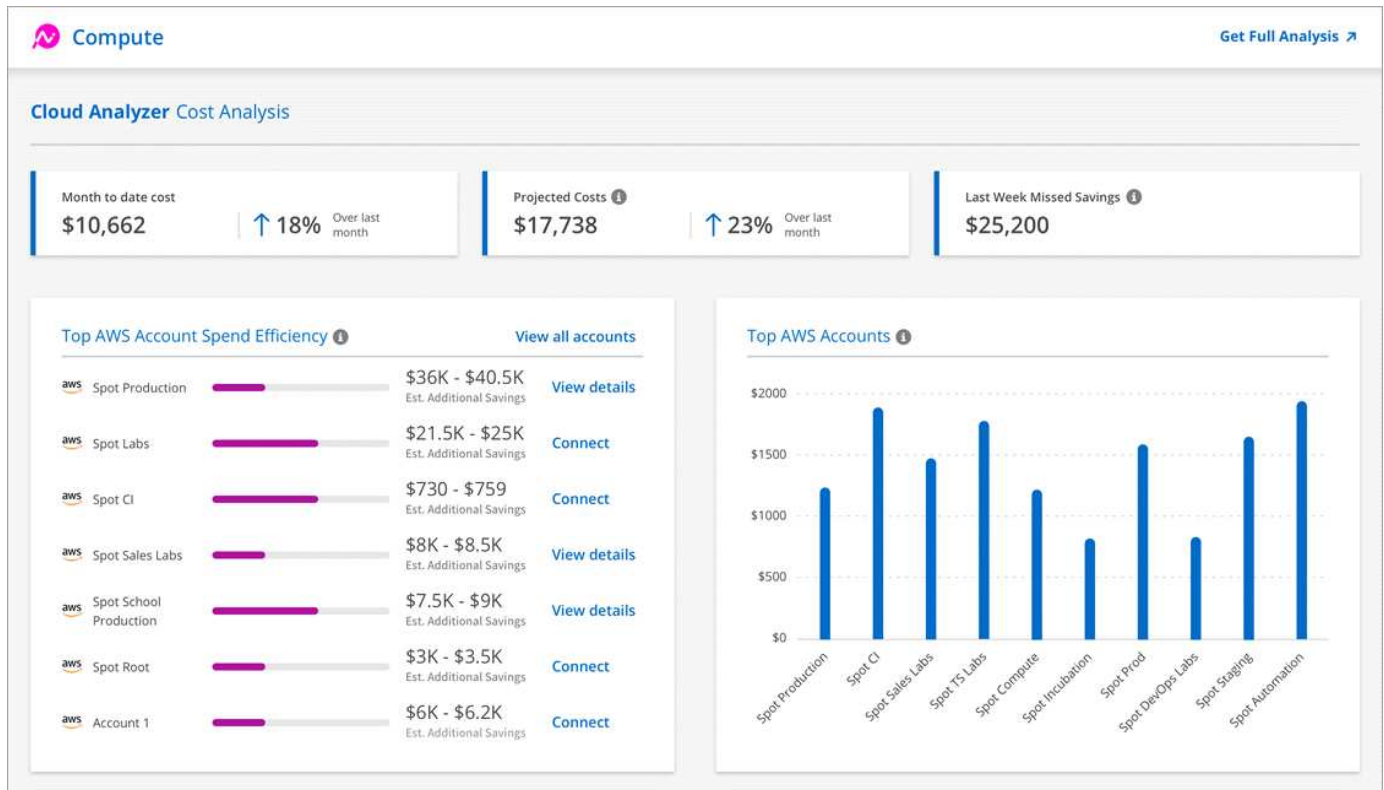 Compute
Get Full Analysis
Cloud Analyzer Cost Analysis
Month to date cost
$10,662
18%
Over last
month
Projected Costs
$17,738
23%
Over last
month
Last Week Missed Savings
$25,200
Top AWS Account Spend Efficiency
View all accounts
aws Spot Production
$36K - $40.5K
Est. Additional Savings
View details
aws Spot Labs
$21.5K - $25K
Est. Additional Savings
Connect
aws Spot CI
$730 - $759
Est. Additional Savings
Connect
aws Spot Sales Labs
$8K - $8.5K
Est. Additional Savings
View details
aws Spot School
Production
$7.5K - $9K
Est. Additional Savings
View details
aws Spot Root
$3K - $3.5K
Est. Additional Savings
Connect
aws Account 1
$6K - $6.2K
Est. Additional Savings
Connect
Top AWS Accounts
$2000
$1500
$1000
$500
$0
Spot Production
Spot CI
Spot Sales Labs
Spot TS Labs
Spot Compute
Spot Incubation
Spot Prod
Spot DevOps Labs
Spot Staging
Spot Automation